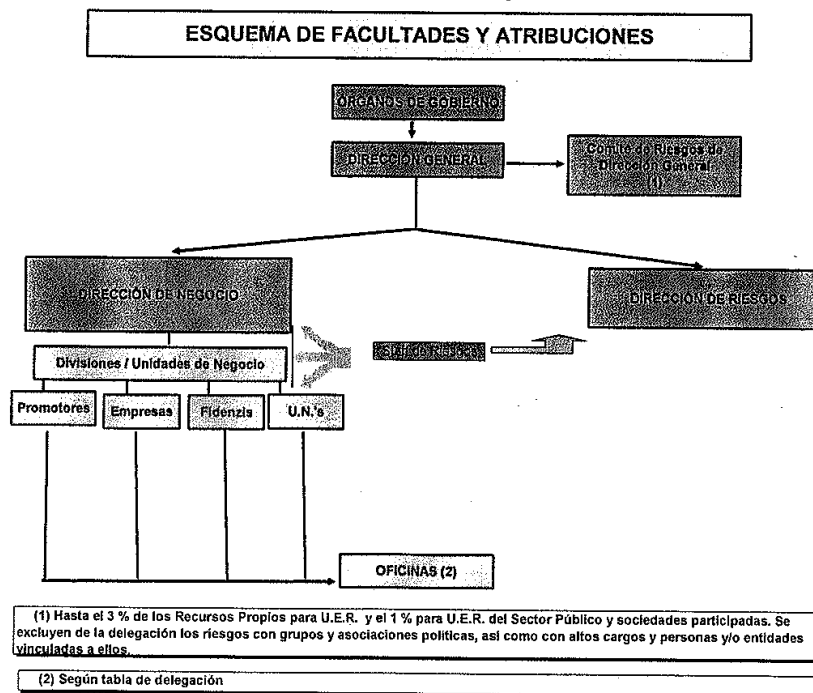 ESQUEMA DE FACULTADES Y ATRIBUCIONES
ÓRGANOS DE GOBIERNO
DIRECCIÓN GENERAL
Comité de Riesgos de
Dirección General
(1)
DIRECCIÓN DE NEGOCIO
DIRECCIÓN DE RIESGOS
Divisiones / Unidades de Negocio
de Riesgos
Promotores
Empresas
Fidenzis
U.N.'s
OFICINAS (2)
(1) Hasta el 3 % de los Recursos Propios para U.E.R. y el 1 % para U.E.R. del Sector Público y sociedades participadas. Se
excluyen de la delegación los riesgos con grupos y asociaciones políticas, así como con altos cargos y personas y/o entidades
vinculadas a ellos.
(2) Según tabla de delegación